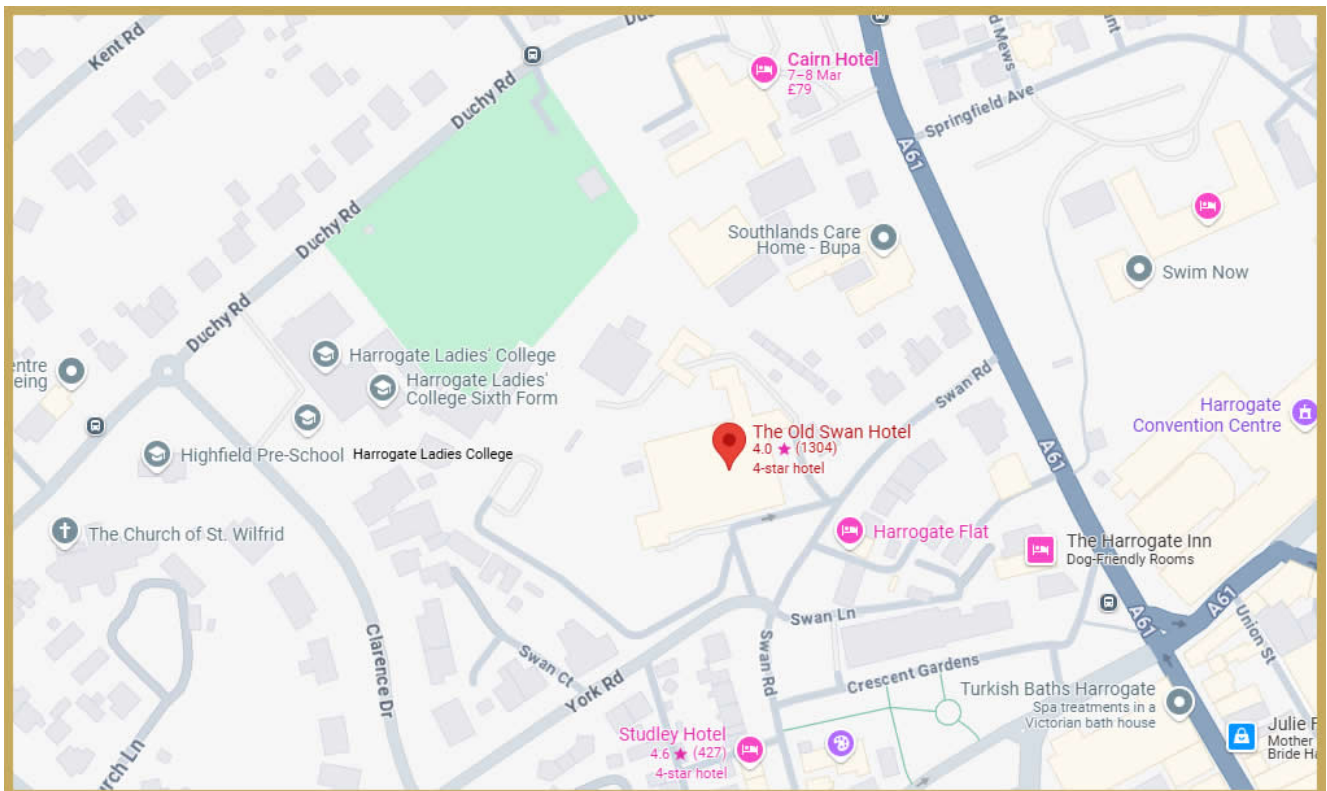 Kent Rd
Duchy Rd
Cairn Hotel
7–8 Mar
£79
Springfield Ave
A61
Duchy Rd
Southlands Care
Home - Bupa
Swim Now
Duchy Rd
Harrogate Ladies' College
Harrogate Ladies'
College Sixth Form
Swan Rd
Harrogate
Convention Centre
The Old Swan Hotel
4.0 ★ (1304)
4-star hotel
Highfield Pre-School
Harrogate Ladies College
A61
The Church of St. Wilfrid
Harrogate Flat
The Harrogate Inn
Dog-Friendly Rooms
A61
A61
Union St
Swan Ln
Clarence Dr
Swan Ct
York Rd
Swan Rd
Crescent Gardens
Turkish Baths Harrogate
Spa treatments in a
Victorian bath house
Studley Hotel
4.6 ★ (427)
4-star hotel
Mother